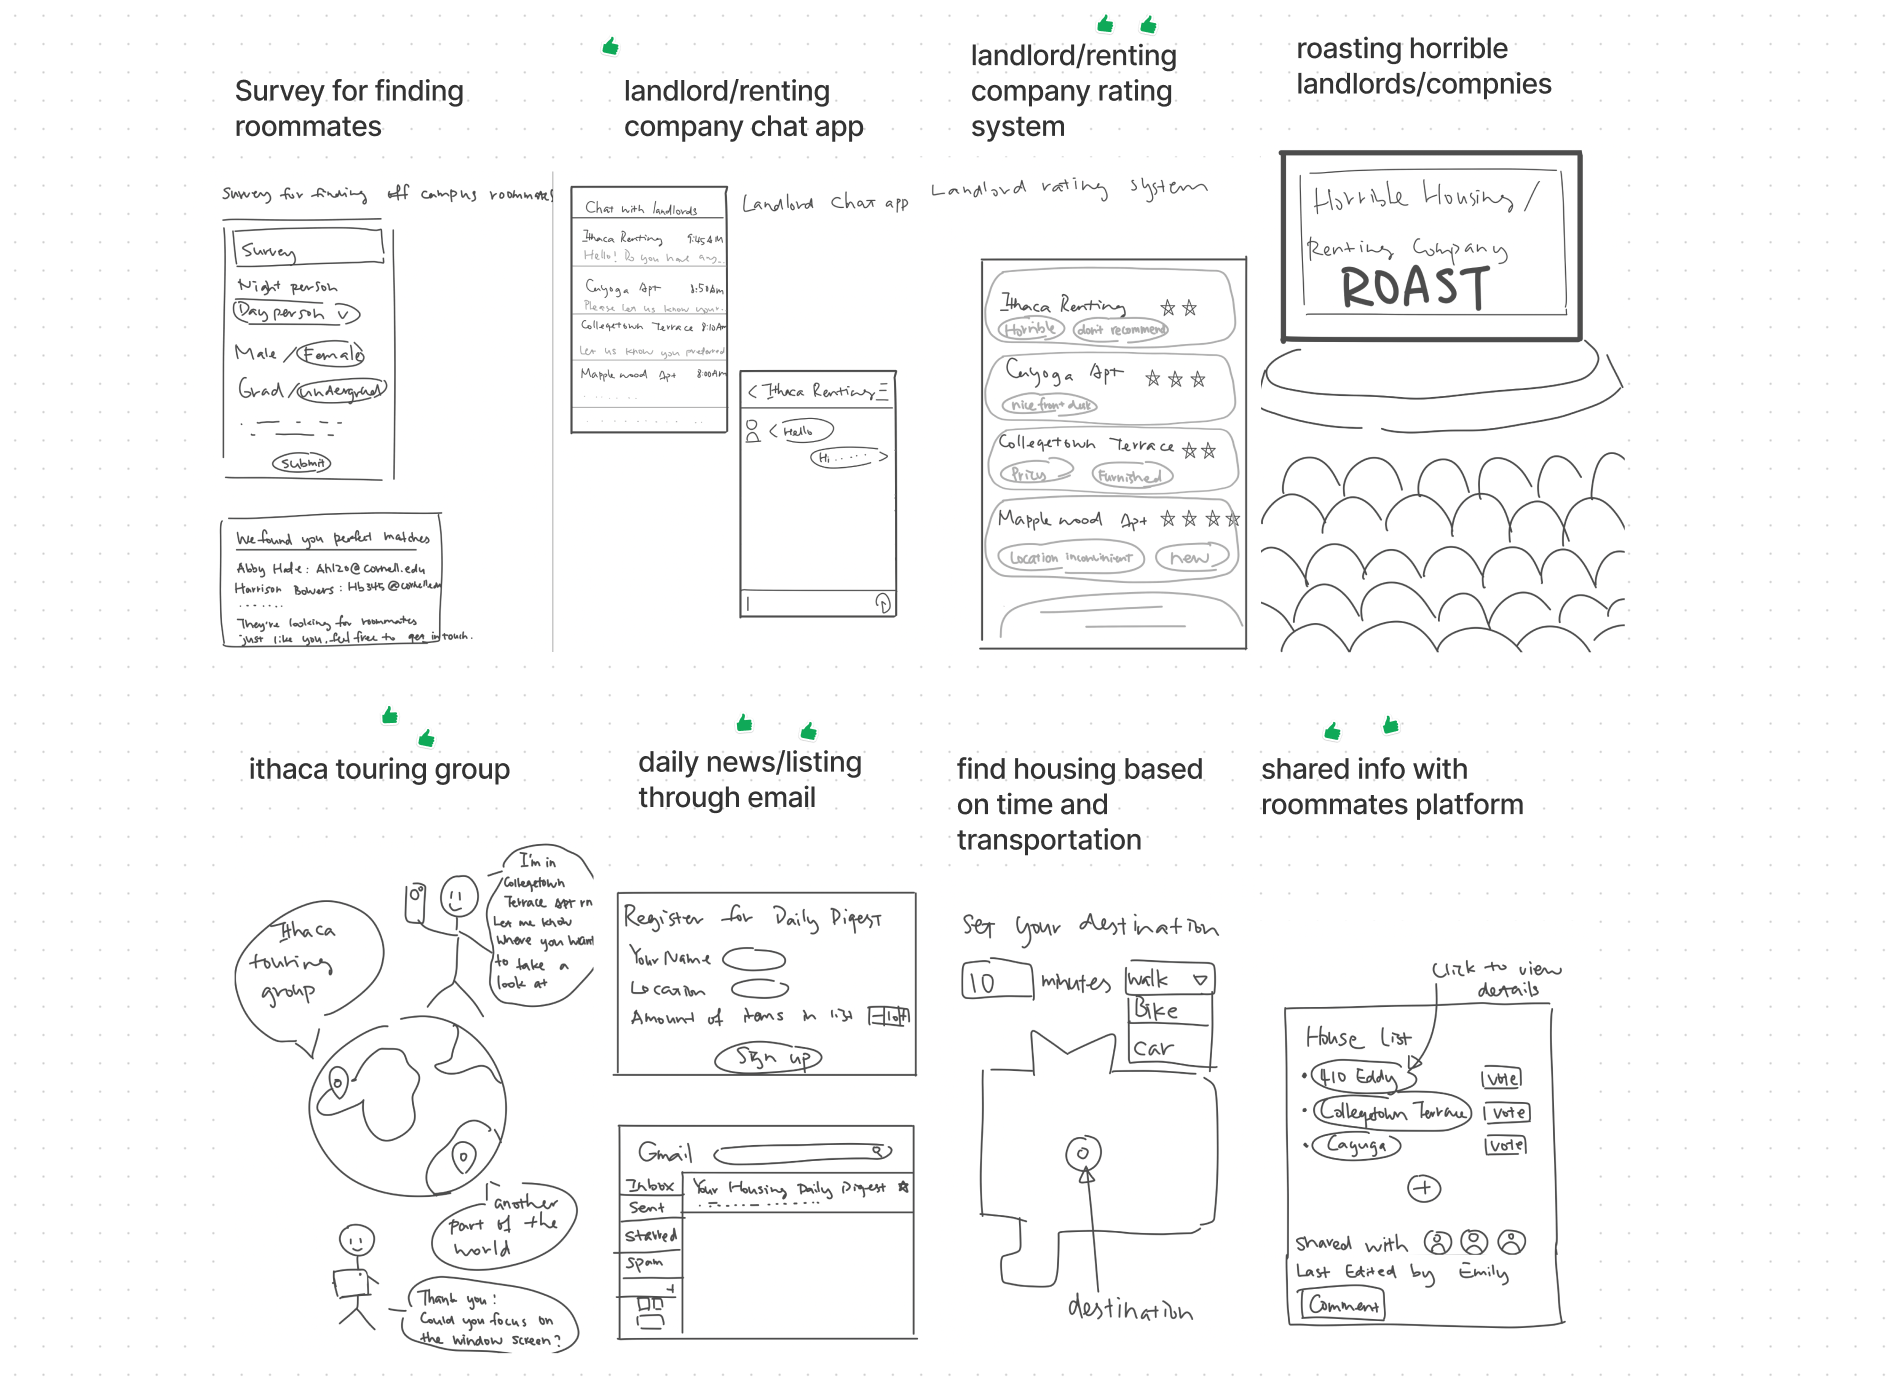 Survey for finding
roommates
landlord/renting
company chat app
landlord/renting
company rating
system
roasting horrible
landlords/compnies
Survey for finding off campus roommates
Survey
Night person
Day person v
Male / Female
Grad / undergrad
Submit
We found you perfect matches
Abby Hade: Ah120@cornell.edu
Harrison Bowers: Hb345@cornell.edu
They're looking for roommates
just like you, feel free to get in touch.
Chat with landlords
Ithaca Renting 9:45AM
Hello! Do you have any...
Cayuga Apt 8:50AM
Please let us know your..
Collegetown Terrace 8:10AM
Let us know you preferred
Mapple wood Apt 8:00AM
Landlord Chat app
< Ithaca Renting
Hello
Hi.....
Landlord rating system
Ithaca Renting
Horrible don't recommend
Cayuga Apt
nice front desk
Collegetown Terrace
Pricy Furnished
Mapple wood Apt
Location inconvinient new
Horrible Housing /
Renting Company
ROAST
ithaca touring group
daily news/listing
through email
find housing based
on time and
transportation
shared info with
roommates platform
Ithaca
touring
group
I'm in
Collegetown
Terrace Apt rn
Let me know
where you want
to take a
look at
another
part of the
world
Thank you!
Could you focus on
the window screen?
Register for Daily Digest
Your Name
Location
Amount of items in list - 10 +
Sign up
Gmail
Inbox
Sent
Starred
Spam
+
Your Housing Daily Digest
Set your destination
10 minutes walk
Bike
Car
destination
Click to view
details
House List
• 410 Eddy vote
• Collegetown Terrace vote
• Cayuga vote
+
Shared with
Last Edited by Emily
Comment